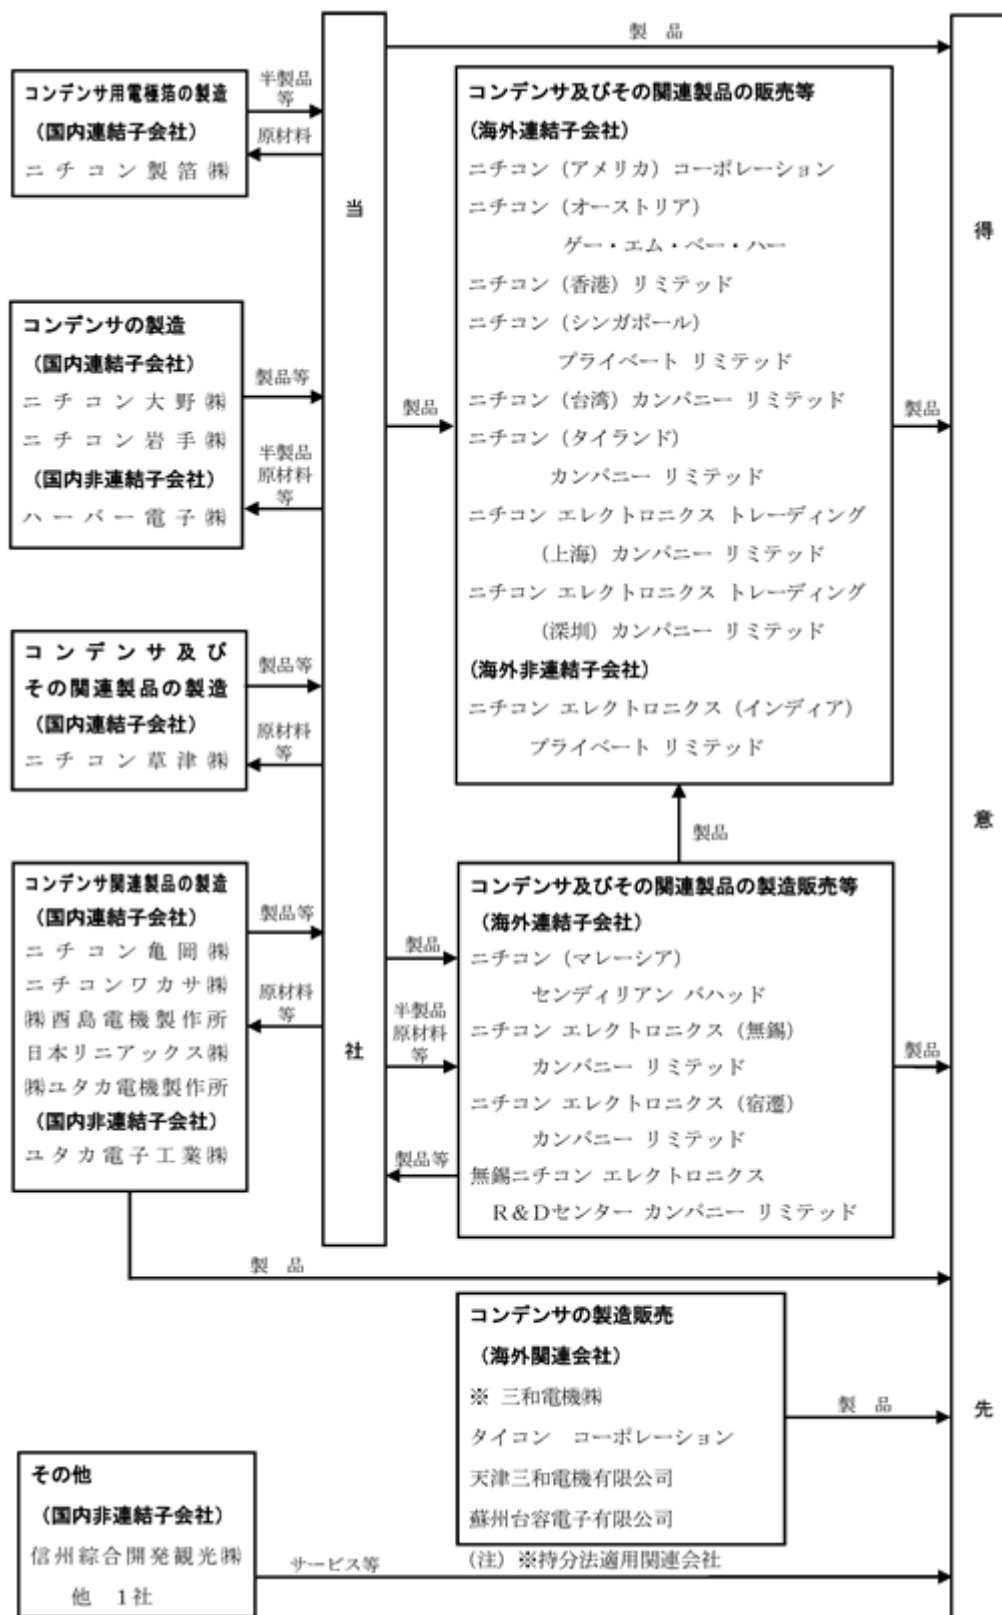 製　品
コンデンサ用電極箔の製造
(国内連結子会社)
ニチコン製箔㈱
半製品
等
原材料
コンデンサの製造
(国内連結子会社)
ニチコン大野㈱
ニチコン岩手㈱
(国内非連結子会社)
ハーバー電子㈱
製品等
半製品
原材料
等
コンデンサ及び
その関連製品の製造
(国内連結子会社)
ニチコン草津㈱
製品等
原材料
等
コンデンサ関連製品の製造
(国内連結子会社)
ニチコン亀岡㈱
ニチコンワカサ㈱
㈱酉島電機製作所
日本リニアックス㈱
㈱ユタカ電機製作所
(国内非連結子会社)
ユタカ電子工業㈱
製品等
原材料
等
当
社
製品
コンデンサ及びその関連製品の販売等
(海外連結子会社)
ニチコン (アメリカ) コーポレーション
ニチコン (オーストリア)
ゲー・エム・ベー・ハー
ニチコン (香港) リミテッド
ニチコン (シンガポール)
プライベート リミテッド
ニチコン (台湾) カンパニー リミテッド
ニチコン (タイランド)
カンパニー リミテッド
ニチコン エレクトロニクス トレーディング
(上海) カンパニー リミテッド
ニチコン エレクトロニクス トレーディング
(深圳) カンパニー リミテッド
(海外非連結子会社)
ニチコン エレクトロニクス (インディア)
プライベート リミテッド
製品
製品
コンデンサ及びその関連製品の製造販売等
(海外連結子会社)
ニチコン (マレーシア)
センディリアン バハッド
ニチコン エレクトロニクス (無錫)
カンパニー リミテッド
ニチコン エレクトロニクス (宿遷)
カンパニー リミテッド
無錫ニチコン エレクトロニクス
R&Dセンター カンパニー リミテッド
製品
半製品
原材料
等
製品等
製品
製　品
コンデンサの製造販売
(海外関連会社)
※ 三和電機㈱
タイコン　コーポレーション
天津三和電機有限公司
蘇州台容電子有限公司
(注) ※持分法適用関連会社
製　品
その他
(国内非連結子会社)
信州綜合開発観光㈱
他　1社
サービス等
得
意
先